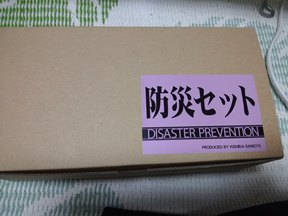 防災セット
DISASTER PREVENTION
PRODUCED BY KISHIDA SANGYO